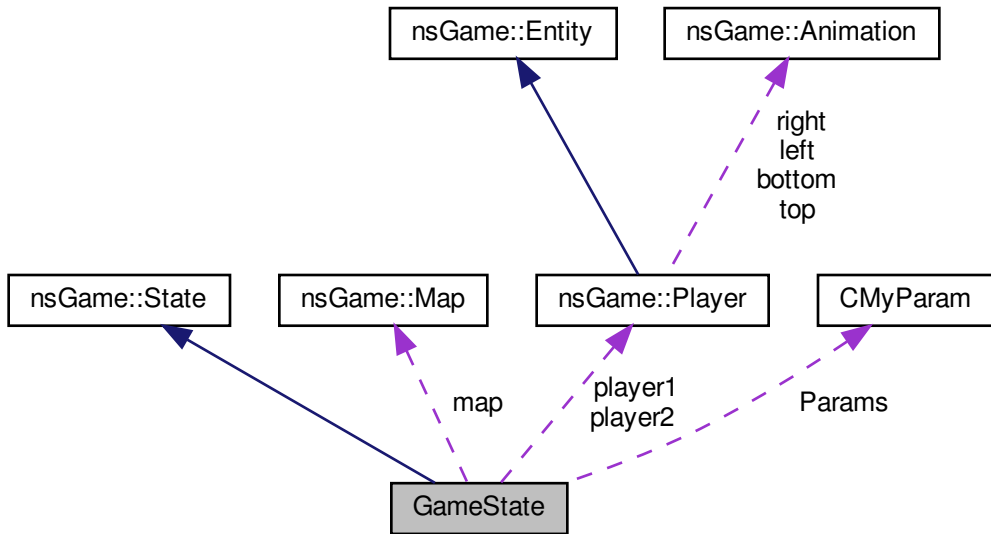 nsGame::Entity
nsGame::Animation
right
left
bottom
top
nsGame::State
nsGame::Map
nsGame::Player
CMyParam
map
player1
player2
Params
GameState